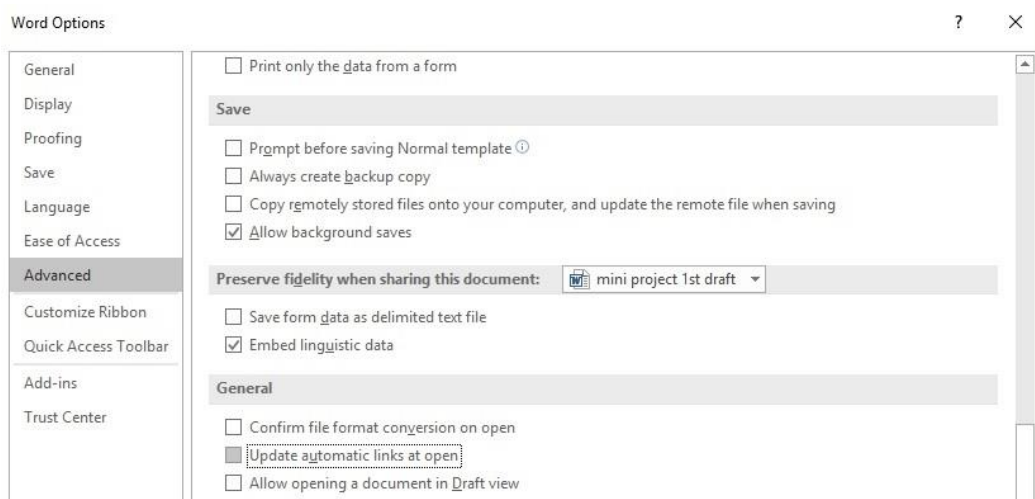 Word Options
General
Display
Proofing
Save
Language
Ease of Access
Advanced
Customize Ribbon
Quick Access Toolbar
Add-ins
Trust Center
Print only the data from a form
Save
Prompt before saving Normal template
Always create backup copy
Copy remotely stored files onto your computer, and update the remote file when saving
Allow background saves
Preserve fidelity when sharing this document: mini project 1st draft
Save form data as delimited text file
Embed linguistic data
General
Confirm file format conversion on open
Update automatic links at open
Allow opening a document in Draft view